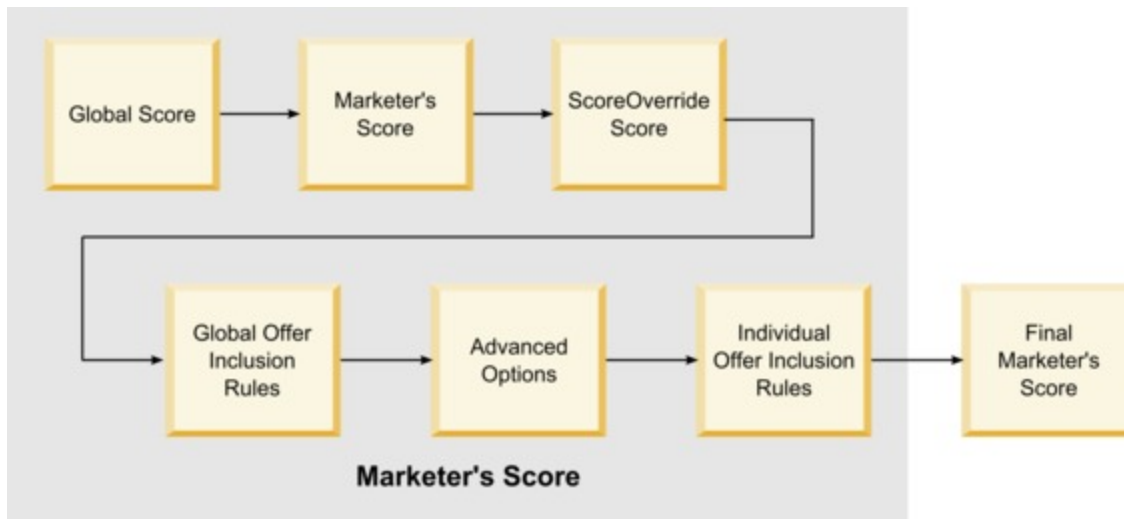 Global Score
Marketer's
Score
ScoreOverride
Score
Global Offer
Inclusion
Rules
Advanced
Options
Individual
Offer Inclusion
Rules
Final
Marketer's
Score
Marketer's Score